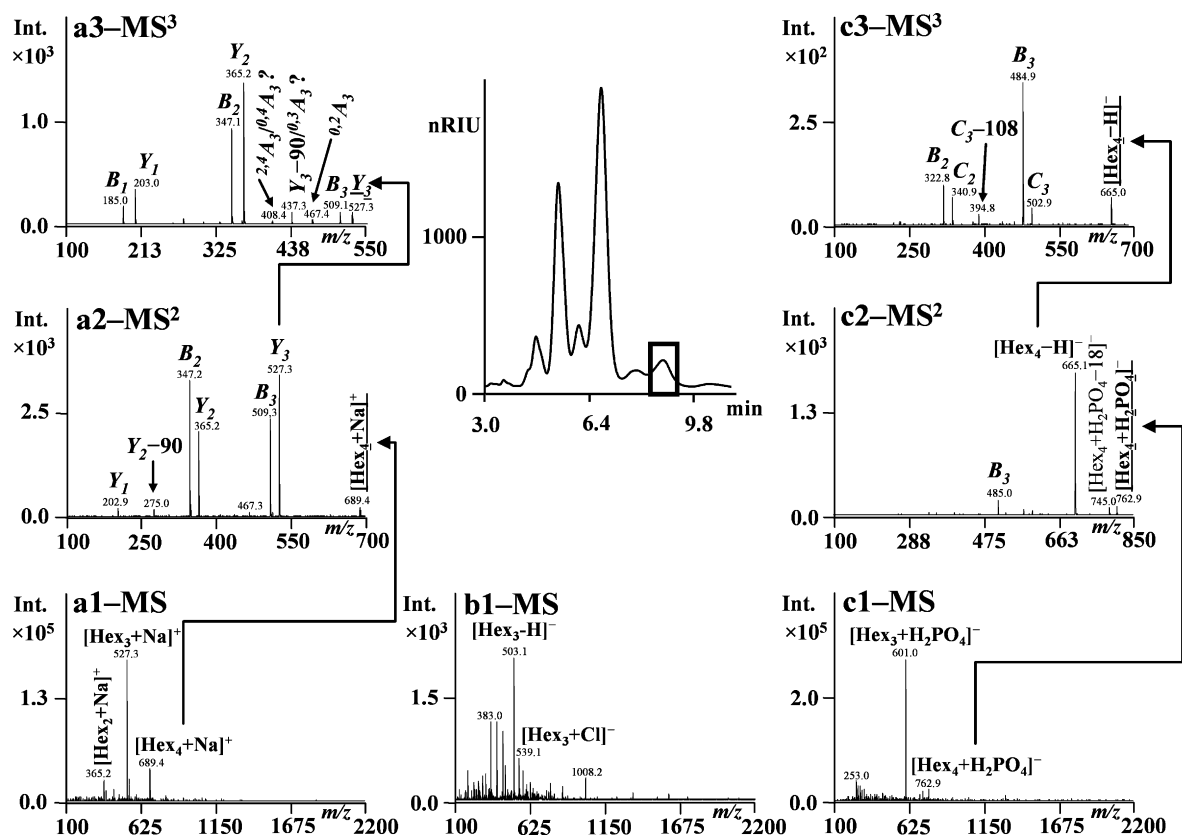 a3–MS³
Int.
×10³
1.0
0.0
B₁
185.0
Y₁
203.0
B₂
347.1
Y₂
365.2
²,⁴A₃/⁰,⁴A₃?
408.4
Y₃–90/⁰,³A₃?
437.3
⁰,²A₃
467.4
B₃
509.1
Y₃
527.3
m/z
100 213 325 438 550
nRIU
1000
0
3.0 6.4 9.8
min
c3–MS³
Int.
×10²
2.5
0.0
B₂
322.8
C₂
340.9
C₃–108
394.8
B₃
484.9
C₃
502.9
[Hex₄–H]⁻
665.0
m/z
100 250 400 550 700
a2–MS²
Int.
×10³
2.5
0.0
Y₁
202.9
Y₂–90
275.0
B₂
347.2
Y₂
365.2
467.3
B₃
509.3
Y₃
527.3
[Hex₄+Na]⁺
689.4
m/z
100 250 400 550 700
c2–MS²
Int.
×10³
1.3
0.0
B₃
485.0
[Hex₄–H]⁻
665.1
[Hex₄+H₂PO₄–18]⁻
745.0
[Hex₄+H₂PO₄]⁻
762.9
m/z
100 288 475 663 850
a1–MS
Int.
×10⁵
1.3
0.0
[Hex₂+Na]⁺
365.2
[Hex₃+Na]⁺
527.3
[Hex₄+Na]⁺
689.4
m/z
100 625 1150 1675 2200
b1–MS
Int.
×10³
1.5
0.0
383.0
[Hex₃-H]⁻
503.1
[Hex₃+Cl]⁻
539.1
1008.2
m/z
100 625 1150 1675 2200
c1–MS
Int.
×10⁵
2.0
0.0
253.0
[Hex₃+H₂PO₄]⁻
601.0
[Hex₄+H₂PO₄]⁻
762.9
m/z
100 625 1150 1675 2200